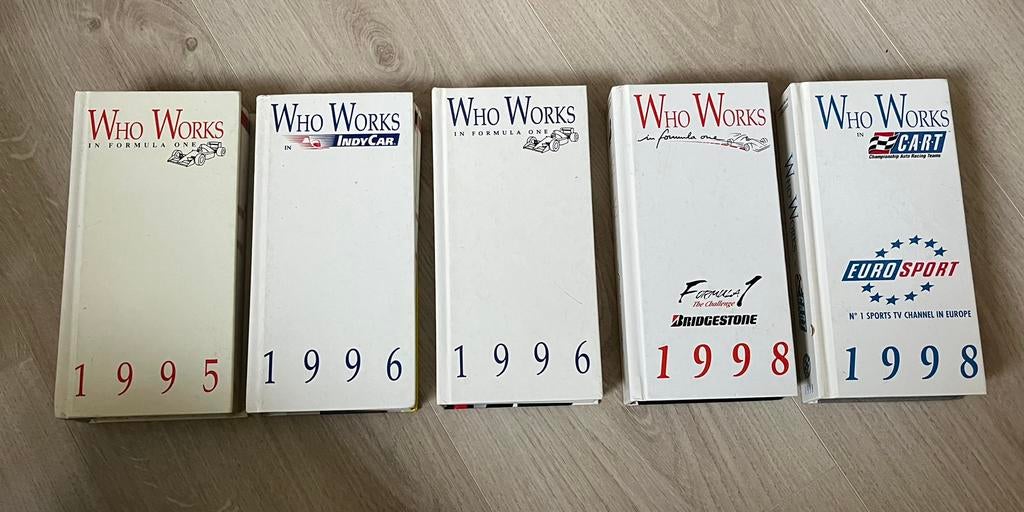 WHO WORKS
IN FORMULA ONE
1995
WHO WORKS
IN INDYCAR
1996
WHO WORKS
IN FORMULA ONE
1996
WHO WORKS
in formula one
FORMULA 1
The Challenge
BRIDGESTONE
1998
WHO WORKS
IN CART
Championship Auto Racing Teams
EUROSPORT
N° 1 SPORTS TV CHANNEL IN EUROPE
1998
WHO WORKS